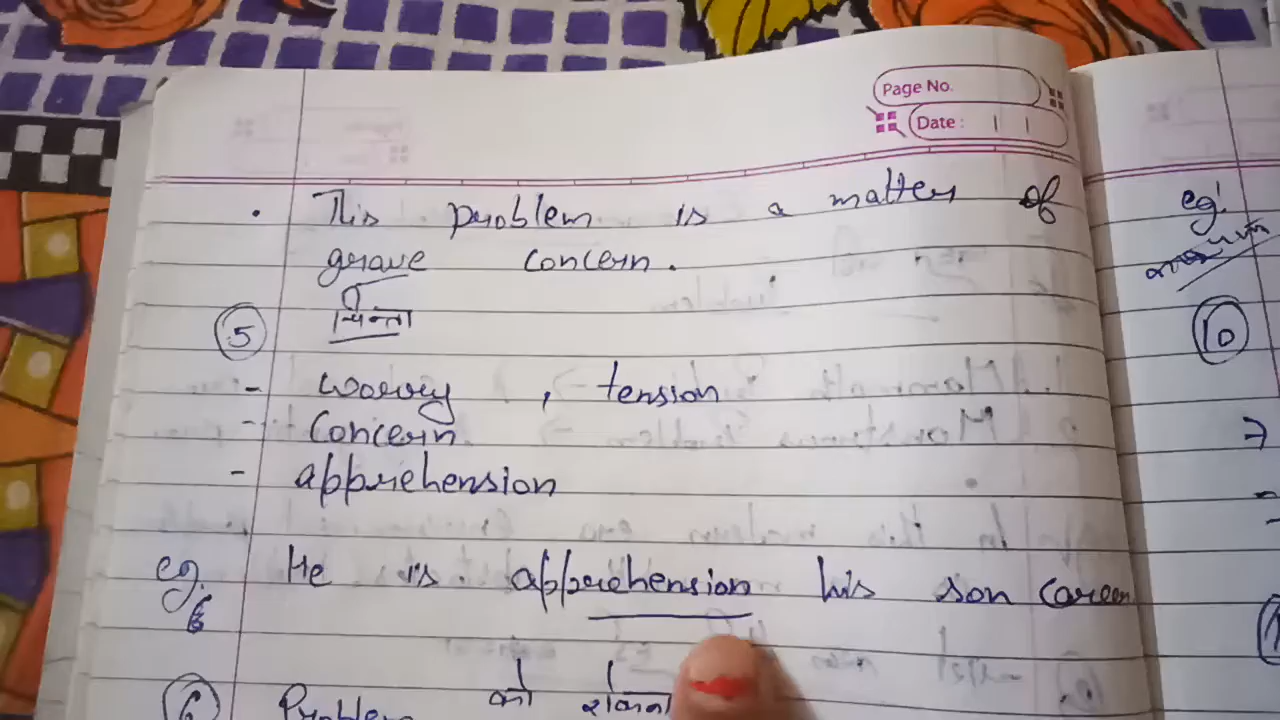 Page No.
Date :
• This problem is a matter of
grave concern.
⑤ चिन्ता
- worry , tension
- Concern
- apprehension
eg. He is apprehension his son career
⑥ Problem
eg:
⑩